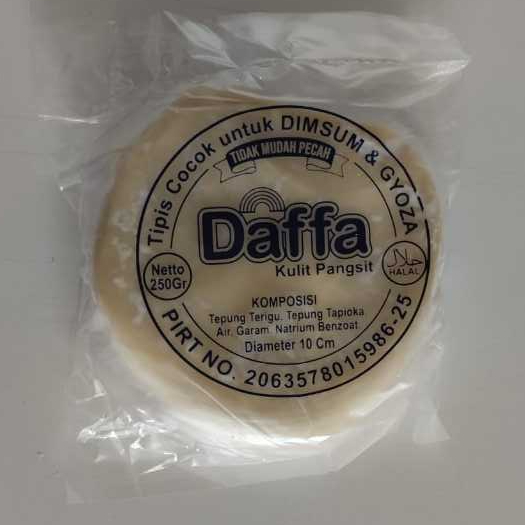 Tipis Cocok untuk DIMSUM & GYOZA
TIDAK MUDAH PECAH
Daffa
Kulit Pangsit
Netto
250Gr
حلال
HALAL
KOMPOSISI
Tepung Terigu, Tepung Tapioka
Air, Garam, Natrium Benzoat
Diameter 10 Cm
PIRT NO. 2063578015986-25